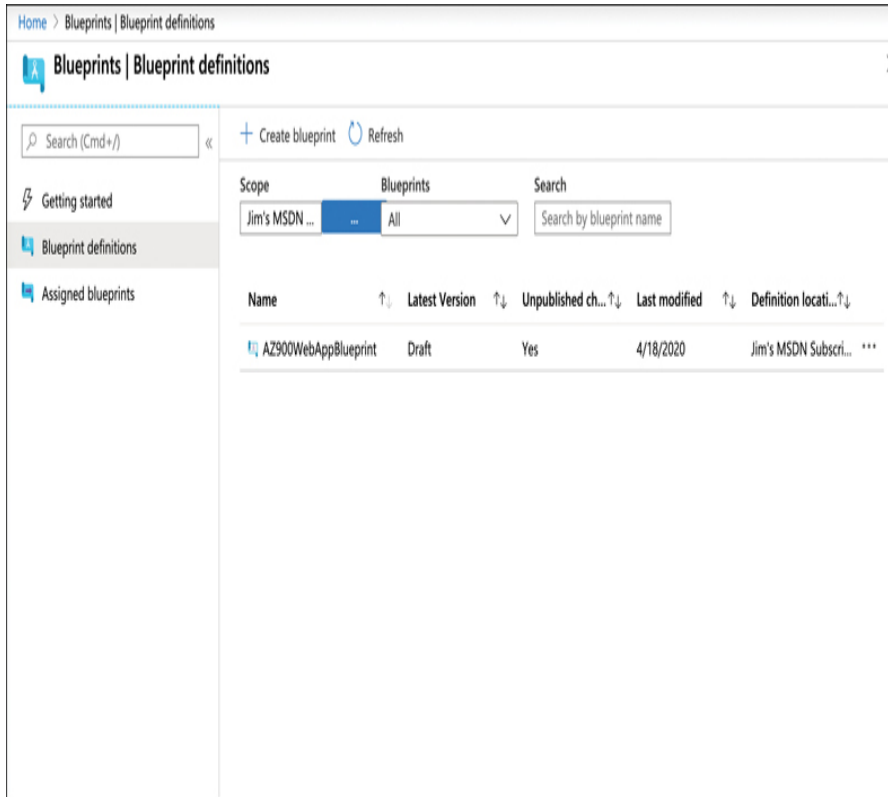 Home > Blueprints | Blueprint definitions
Blueprints | Blueprint definitions
Search (Cmd+/)
«
+ Create blueprint
Refresh
Getting started
Blueprint definitions
Assigned blueprints
Scope Blueprints Search
Jim's MSDN ... ... All Search by blueprint name
Name ↑↓ Latest Version ↑↓ Unpublished ch...↑↓ Last modified ↑↓ Definition locati...↑↓
AZ900WebAppBlueprint Draft Yes 4/18/2020 Jim's MSDN Subscri... ...